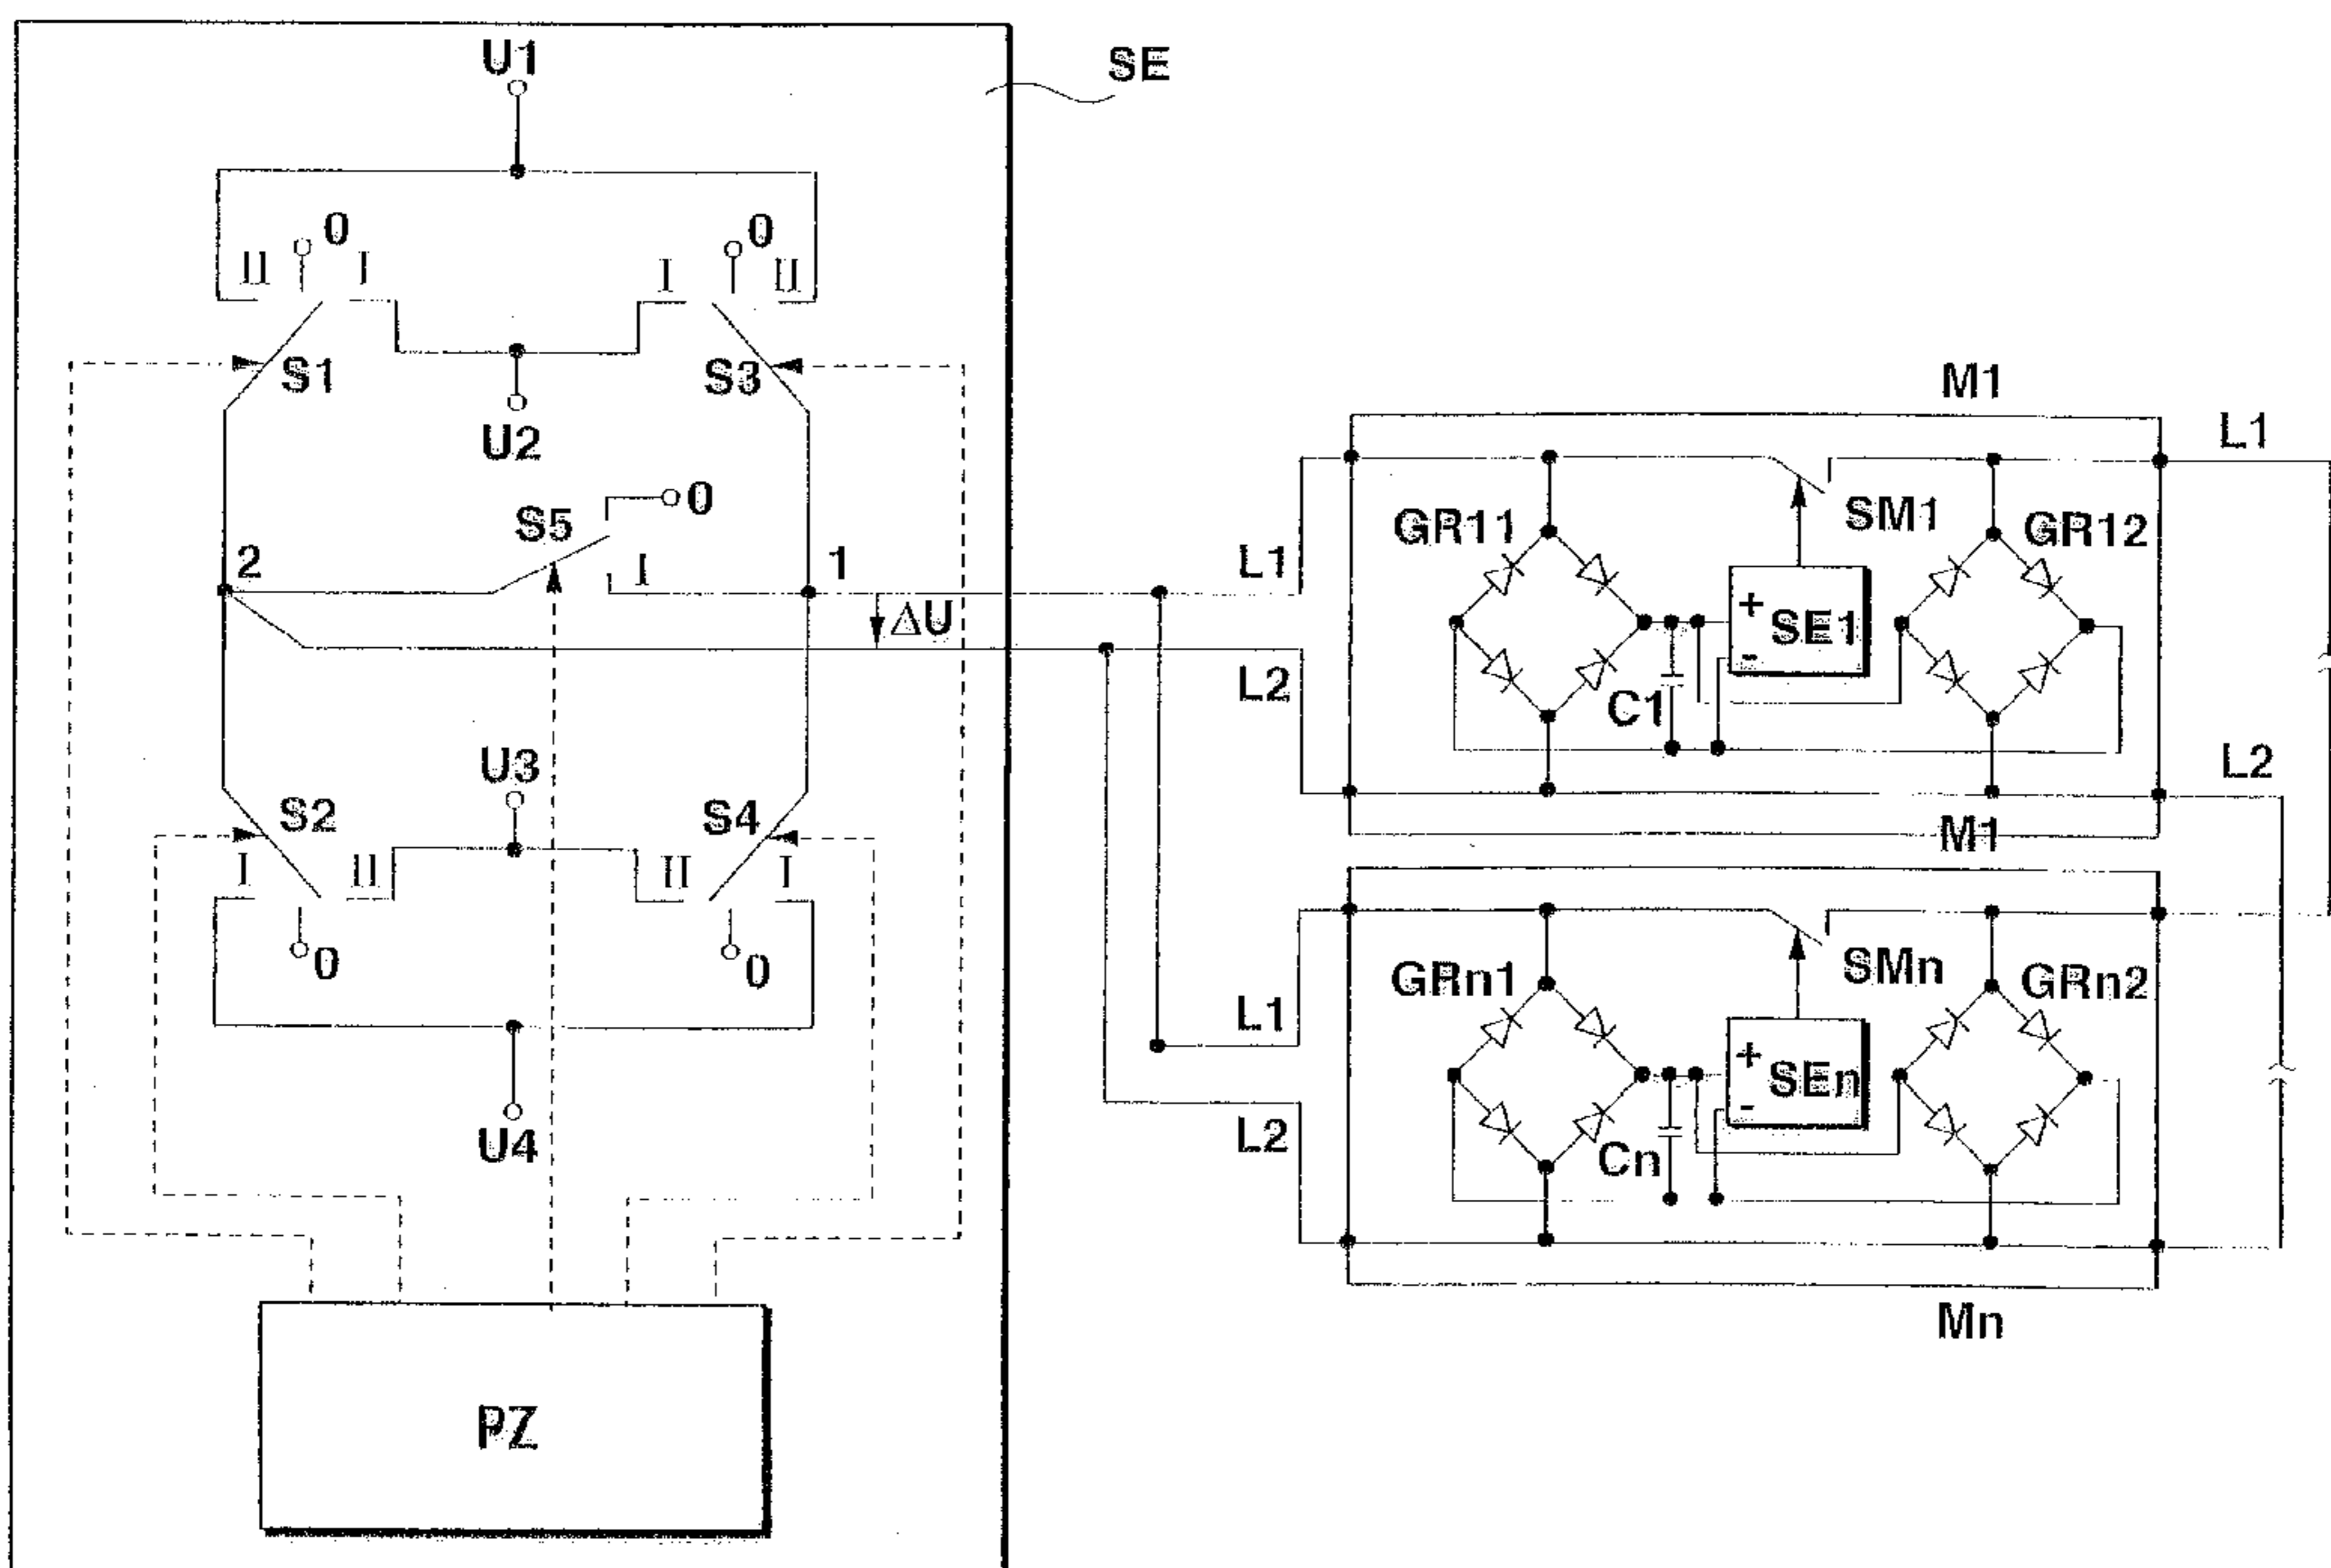 U1
SE
0
0
II
I
I
II
S1
S3
U2
M1
L1
S5
0
GR11
SM1
GR12
2
I
1
L1
ΔU
+
SE1
-
L2
C1
U3
L2
S2
S4
M1
I
II
II
I
0
0
GRn1
SMn
GRn2
L1
+
SEn
-
U4
L2
Cn
Mn
PZ